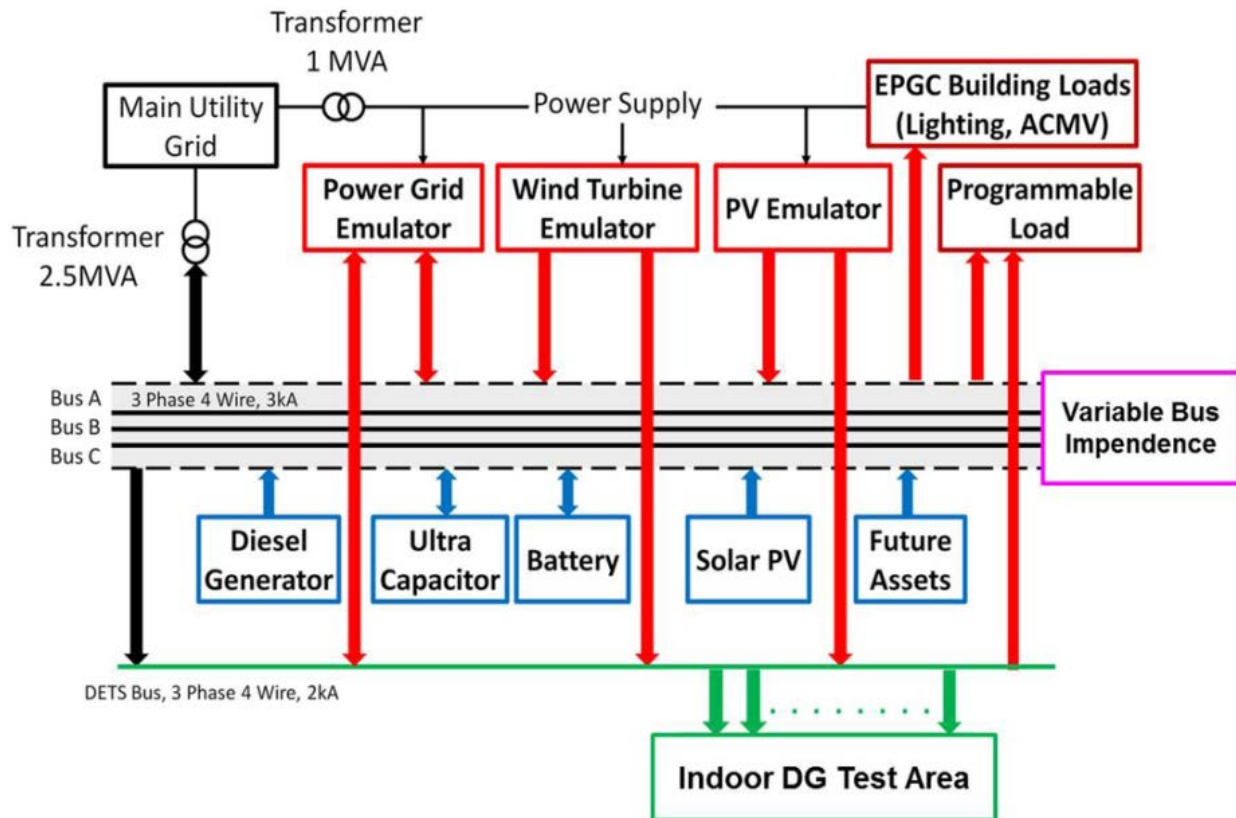 Transformer
1 MVA
Main Utility
Grid
Power Supply
EPGC Building Loads
(Lighting, ACMV)
Transformer
2.5MVA
Power Grid
Emulator
Wind Turbine
Emulator
PV Emulator
Programmable
Load
Bus A
3 Phase 4 Wire, 3kA
Bus B
Bus C
Variable Bus
Impendence
Diesel
Generator
Ultra
Capacitor
Battery
Solar PV
Future
Assets
DETS Bus, 3 Phase 4 Wire, 2kA
Indoor DG Test Area